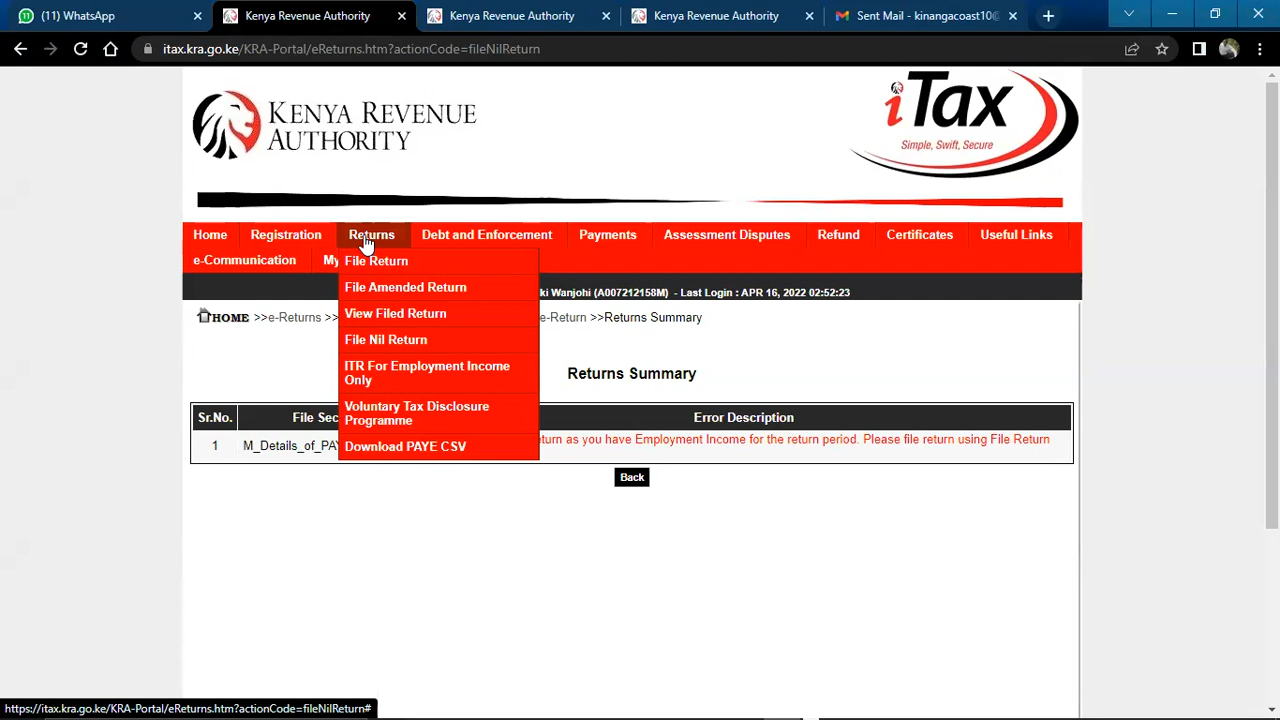 (11) WhatsApp
Kenya Revenue Authority
Kenya Revenue Authority
Kenya Revenue Authority
Sent Mail - kinangacoast10@
itax.kra.go.ke/KRA-Portal/eReturns.htm?actionCode=fileNilReturn
KENYA REVENUE
AUTHORITY
iTax
Simple, Swift, Secure
Home Registration Returns Debt and Enforcement Payments Assessment Disputes Refund Certificates Useful Links
e-Communication My
File Return
File Amended Return
View Filed Return
File Nil Return
ITR For Employment Income
Only
Voluntary Tax Disclosure
Programme
Download PAYE CSV
ki Wanjohi (A007212158M) - Last Login : APR 16, 2022 02:52:23
HOME >>e-Returns >> e-Return >>Returns Summary
Returns Summary
Sr.No. File Sec Error Description
1 M_Details_of_PA turn as you have Employment Income for the return period. Please file return using File Return
Back
https://itax.kra.go.ke/KRA-Portal/eReturns.htm?actionCode=fileNilReturn#